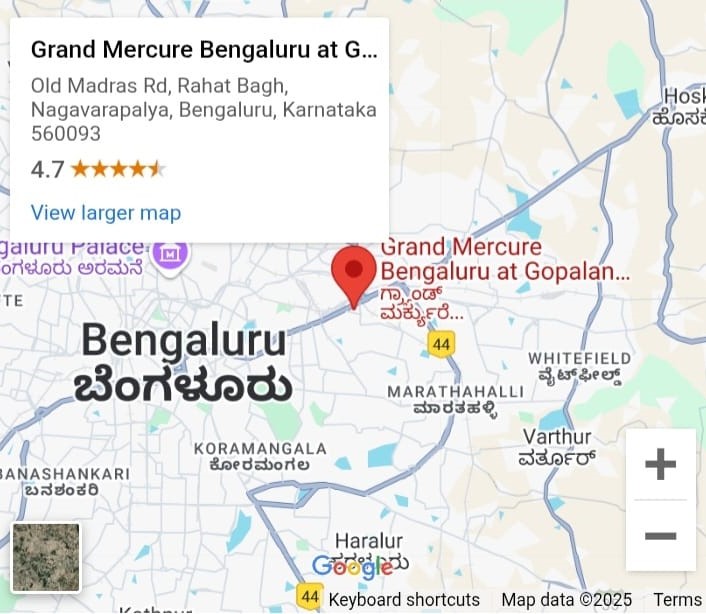 Grand Mercure Bengaluru at G...
Old Madras Rd, Rahat Bagh,
Nagavarapalya, Bengaluru, Karnataka
560093
4.7
View larger map
Hosk
ಹೊಸಕೆ
galuru Palace
ಂಗಳೂರು ಅರಮನೆ
Grand Mercure
Bengaluru at Gopalan...
ಗ್ರ್ಯಾಂಡ್
ಮರ್ಕ್ಯುರೆ...
TE
Bengaluru
ಬೆಂಗಳೂರು
44
WHITEFIELD
ವೈಟ್‌ಫೀಲ್ಡ್
MARATHAHALLI
ಮಾರತಹಳ್ಳಿ
Varthur
ವರ್ತೂರ್
KORAMANGALA
ಕೋರಮಂಗಲ
BANASHANKARI
ಬನಶಂಕರಿ
Haralur
Google
44
Keyboard shortcuts
Map data ©2025
Terms